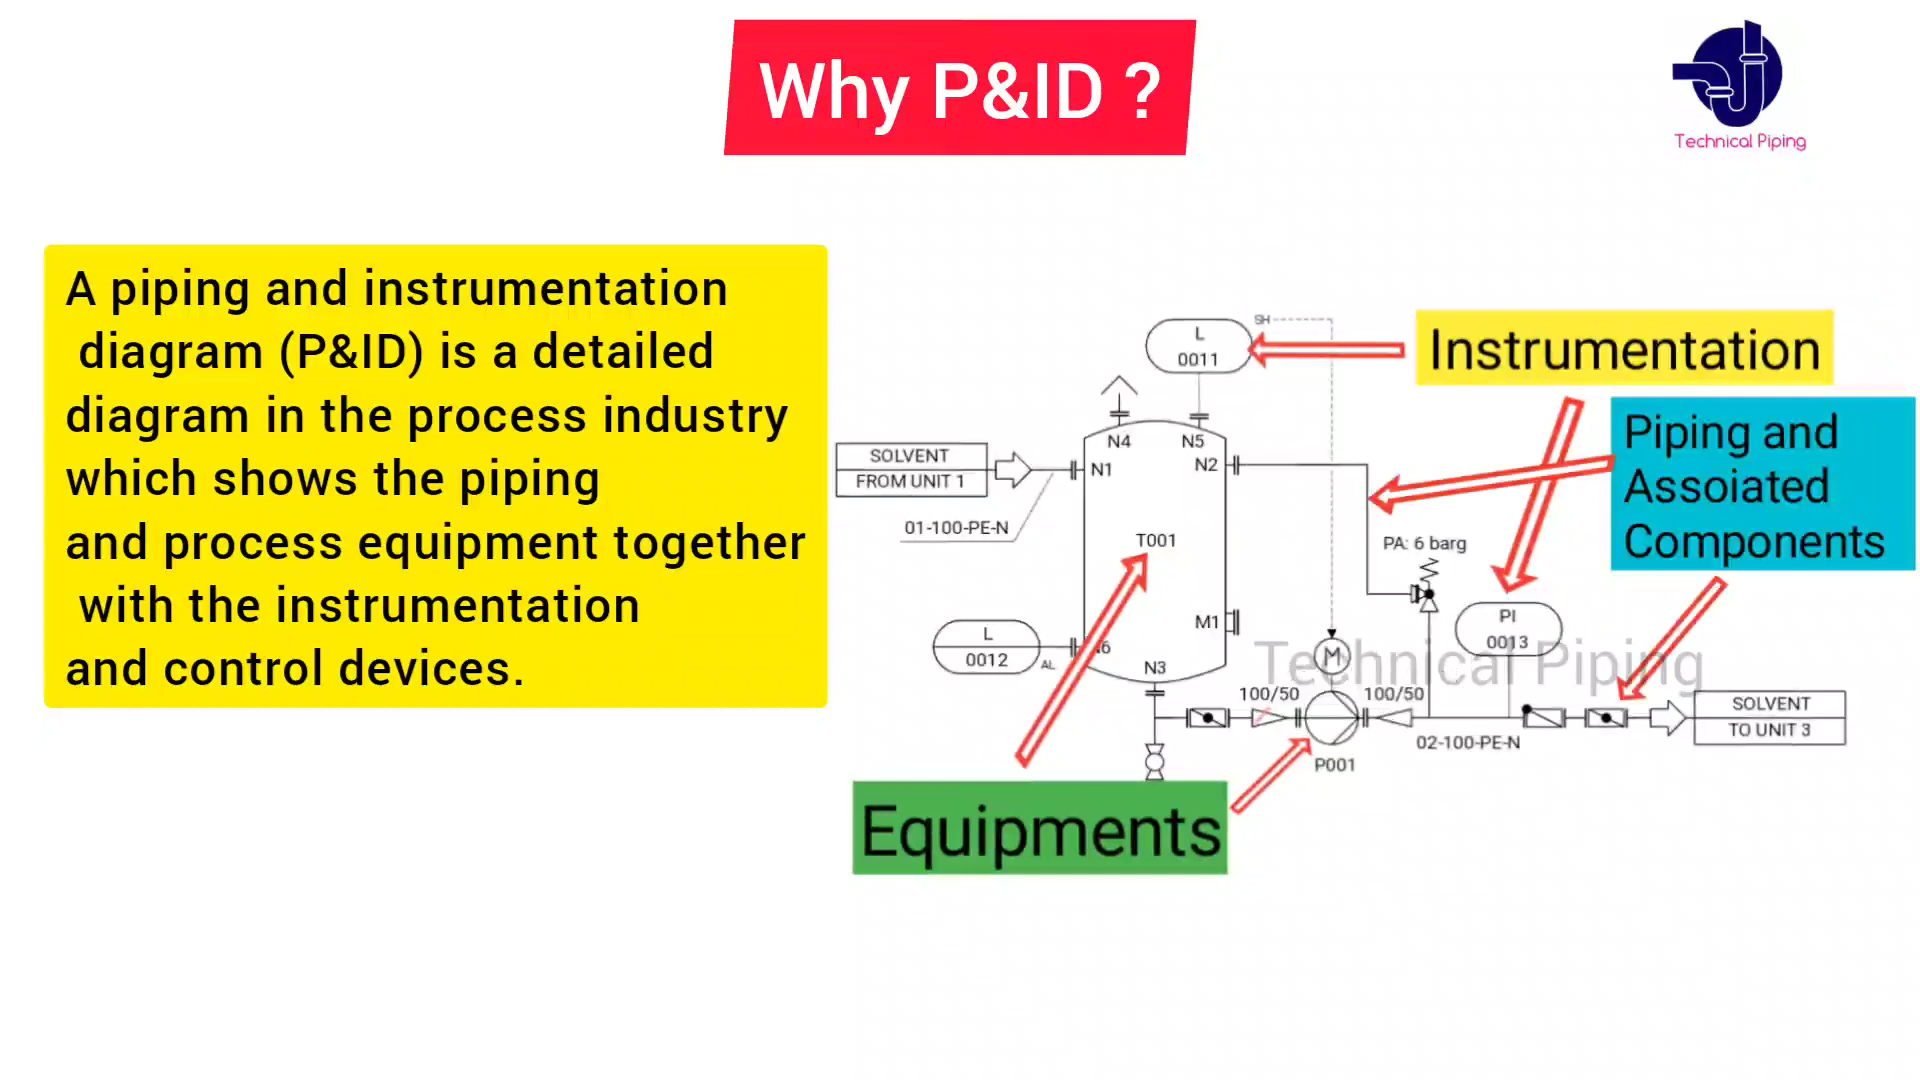 Why P&ID ?
Technical Piping
A piping and instrumentation
diagram (P&ID) is a detailed
diagram in the process industry
which shows the piping
and process equipment together
with the instrumentation
and control devices.
SH
L
0011
Instrumentation
Piping and
Assoiated
Components
N4
N5
SOLVENT
FROM UNIT 1
N1
N2
01-100-PE-N
T001
PA: 6 barg
L
0012
AL
N6
M1
N3
M
PI
0013
Technical Piping
100/50
100/50
SOLVENT
TO UNIT 3
02-100-PE-N
P001
Equipments